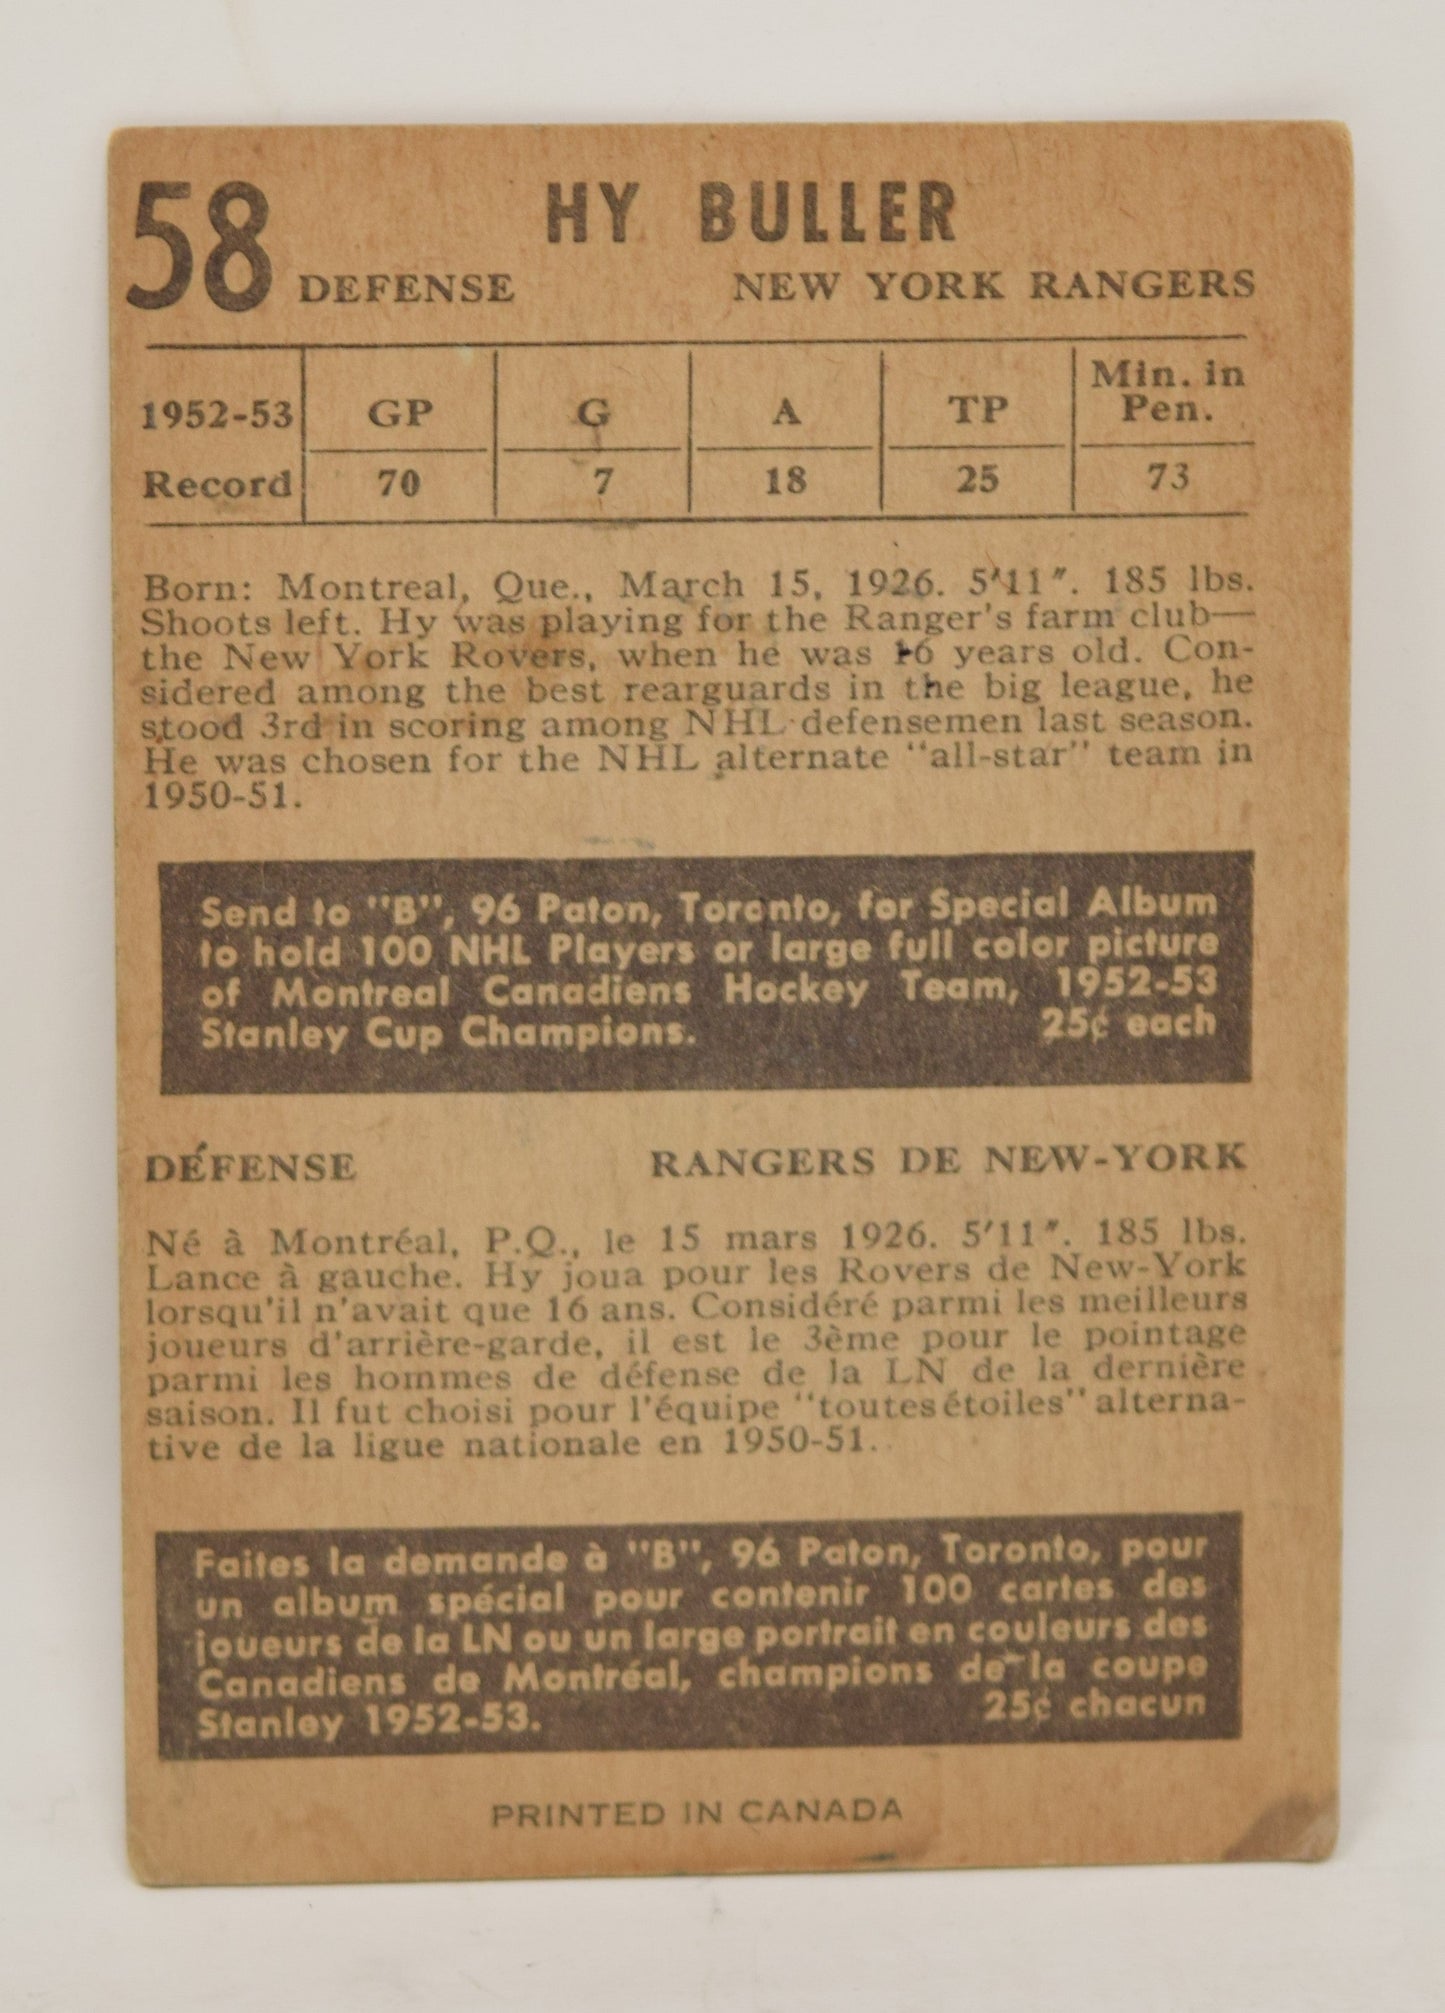 58 HY BULLER
DEFENSE NEW YORK RANGERS
1952-53 GP G A TP Min. in Pen.
Record 70 7 18 25 73
Born: Montreal, Que., March 15, 1926. 5'11". 185 lbs.
Shoots left. Hy was playing for the Ranger's farm club—
the New York Rovers, when he was 16 years old. Con-
sidered among the best rearguards in the big league, he
stood 3rd in scoring among NHL defensemen last season.
He was chosen for the NHL alternate "all-star" team in
1950-51.
Send to "B", 96 Paton, Toronto, for Special Album
to hold 100 NHL Players or large full color picture
of Montreal Canadiens Hockey Team, 1952-53
Stanley Cup Champions. 25¢ each
DÉFENSE RANGERS DE NEW-YORK
Né à Montréal, P.Q., le 15 mars 1926. 5'11". 185 lbs.
Lance à gauche. Hy joua pour les Rovers de New-York
lorsqu'il n'avait que 16 ans. Considéré parmi les meilleurs
joueurs d'arrière-garde, il est le 3ème pour le pointage
parmi les hommes de défense de la LN de la dernière
saison. Il fut choisi pour l'équipe "toutes étoiles" alterna-
tive de la ligue nationale en 1950-51.
Faites la demande à "B", 96 Paton, Toronto, pour
un album spécial pour contenir 100 cartes des
joueurs de la LN ou un large portrait en couleurs des
Canadiens de Montréal, champions de la coupe
Stanley 1952-53. 25¢ chacun
PRINTED IN CANADA